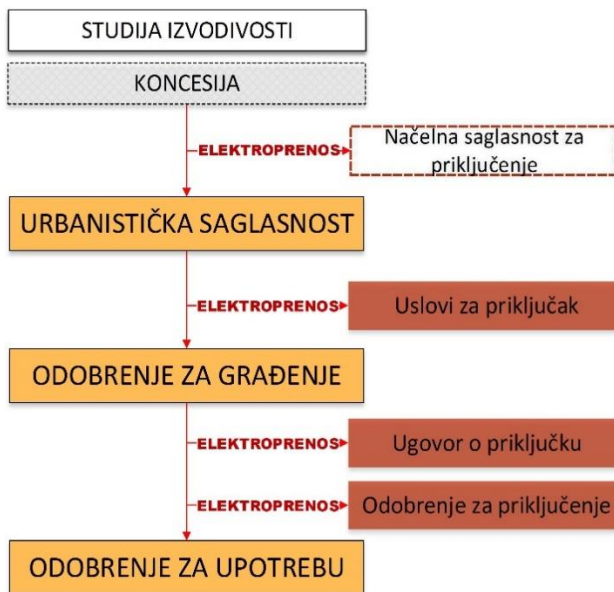 STUDIJA IZVODIVOSTI
KONCESIJA
ELEKTROPRENOS
Načelna saglasnost za
priključenje
URBANISTIČKA SAGLASNOST
ELEKTROPRENOS
Uslovi za priključak
ODOBRENJE ZA GRAĐENJE
ELEKTROPRENOS
Ugovor o priključku
ELEKTROPRENOS
Odobrenje za priključenje
ODOBRENJE ZA UPOTREBU